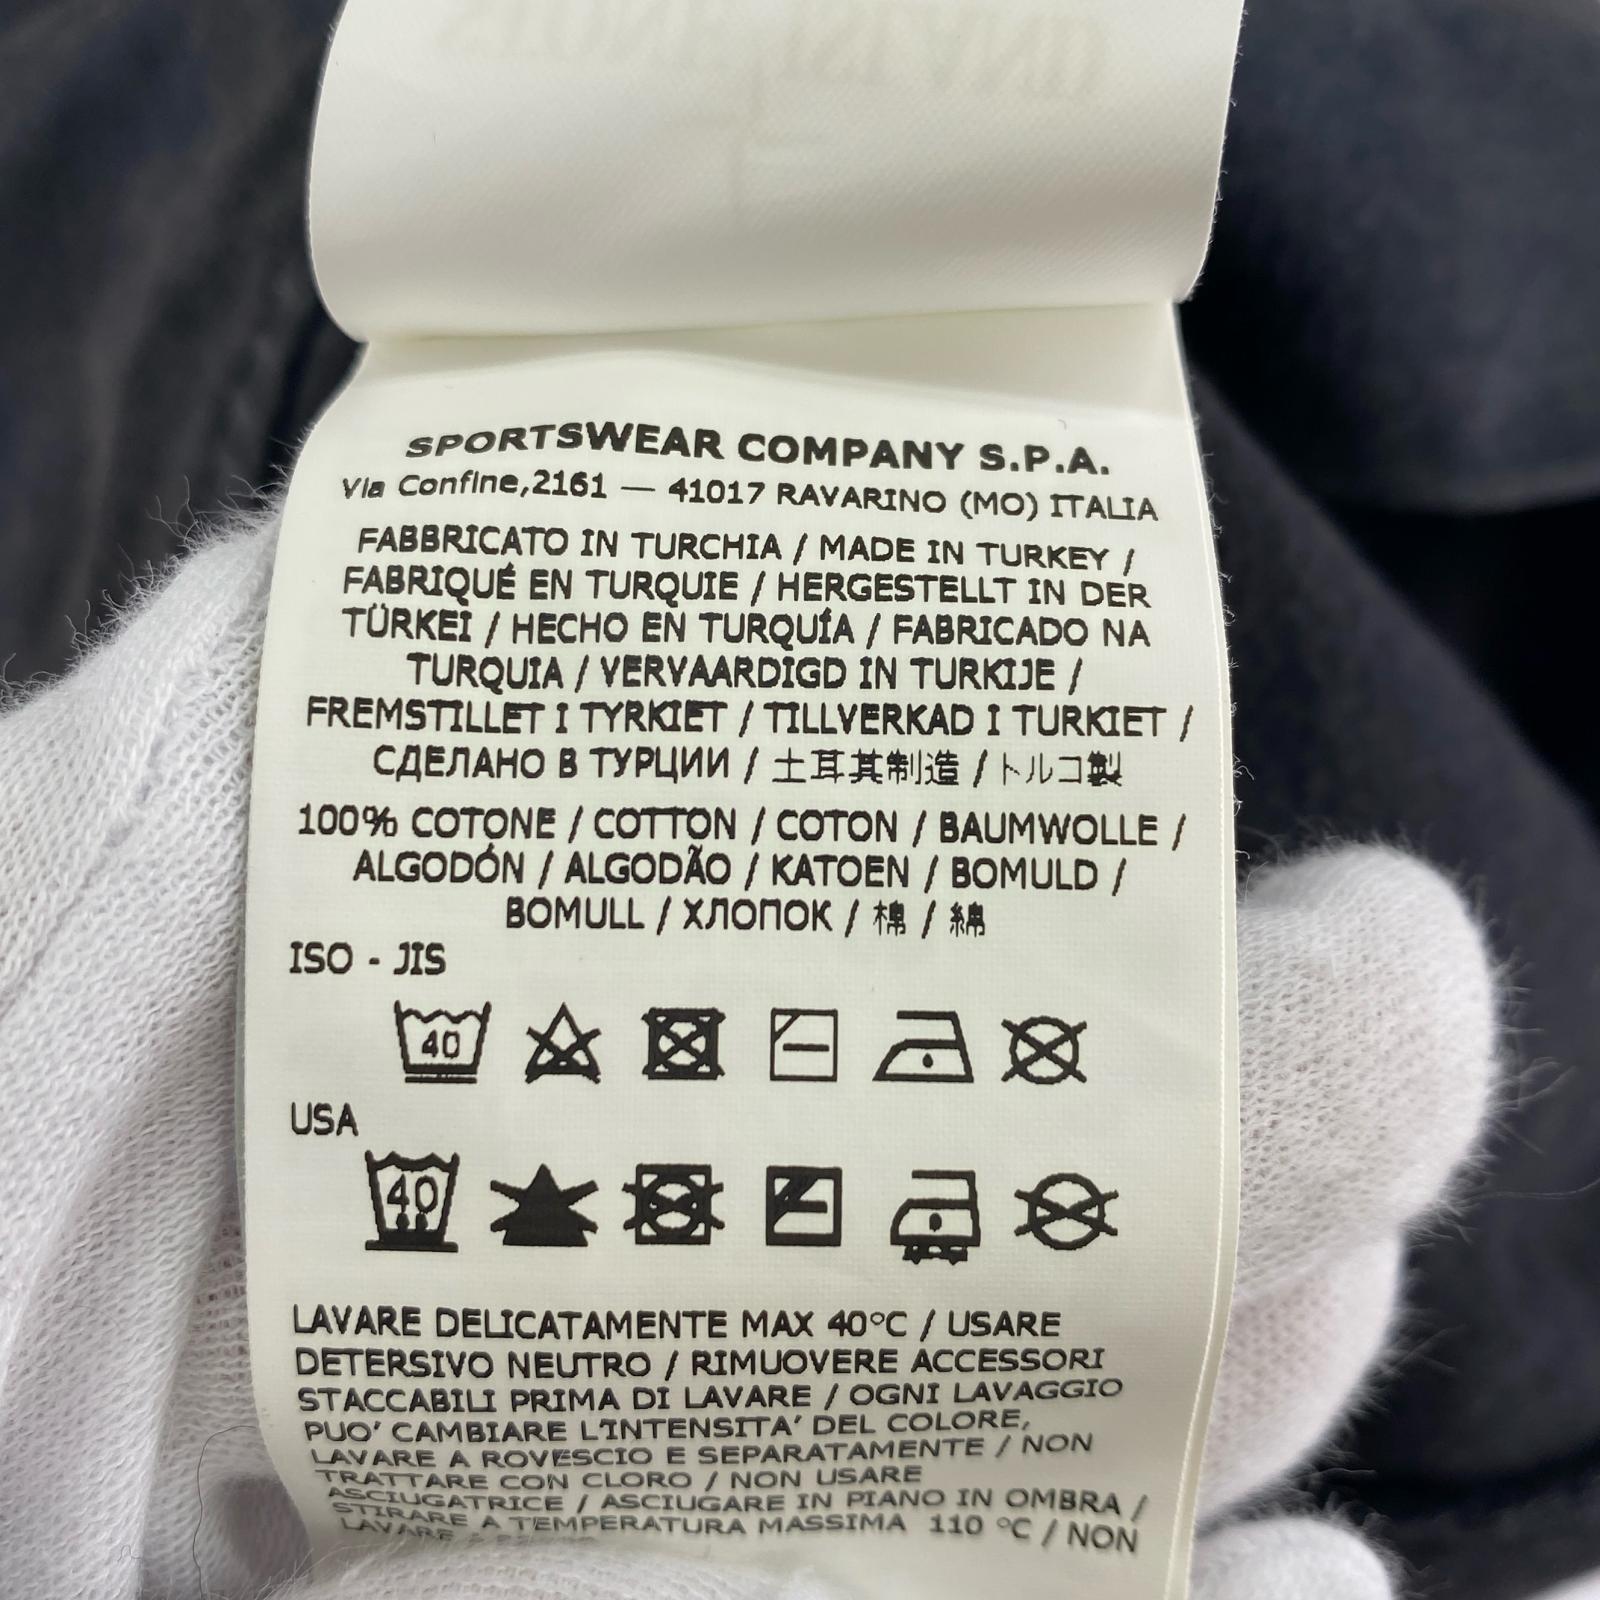 SPORTSWEAR COMPANY S.P.A.
Via Confine,2161 — 41017 RAVARINO (MO) ITALIA
FABBRICATO IN TURCHIA / MADE IN TURKEY /
FABRIQUÉ EN TURQUIE / HERGESTELLT IN DER
TÜRKEI / HECHO EN TURQUÍA / FABRICADO NA
TURQUIA / VERVAARDIGD IN TURKIJE /
FREMSTILLET I TYRKIET / TILLVERKAD I TURKIET /
СДЕЛАНО В ТУРЦИИ / 土耳其制造 / トルコ製
100% COTONE / COTTON / COTON / BAUMWOLLE /
ALGODÓN / ALGODÃO / KATOEN / BOMULD /
BOMULL / ХЛОПОК / 棉 / 綿
ISO - JIS
40
USA
40
LAVARE DELICATAMENTE MAX 40°C / USARE
DETERSIVO NEUTRO / RIMUOVERE ACCESSORI
STACCABILI PRIMA DI LAVARE / OGNI LAVAGGIO
PUO' CAMBIARE L'INTENSITA' DEL COLORE,
LAVARE A ROVESCIO E SEPARATAMENTE / NON
TRATTARE CON CLORO / NON USARE
ASCIUGATRICE / ASCIUGARE IN PIANO IN OMBRA /
STIRARE A TEMPERATURA MASSIMA 110 °C / NON
LAVARE A